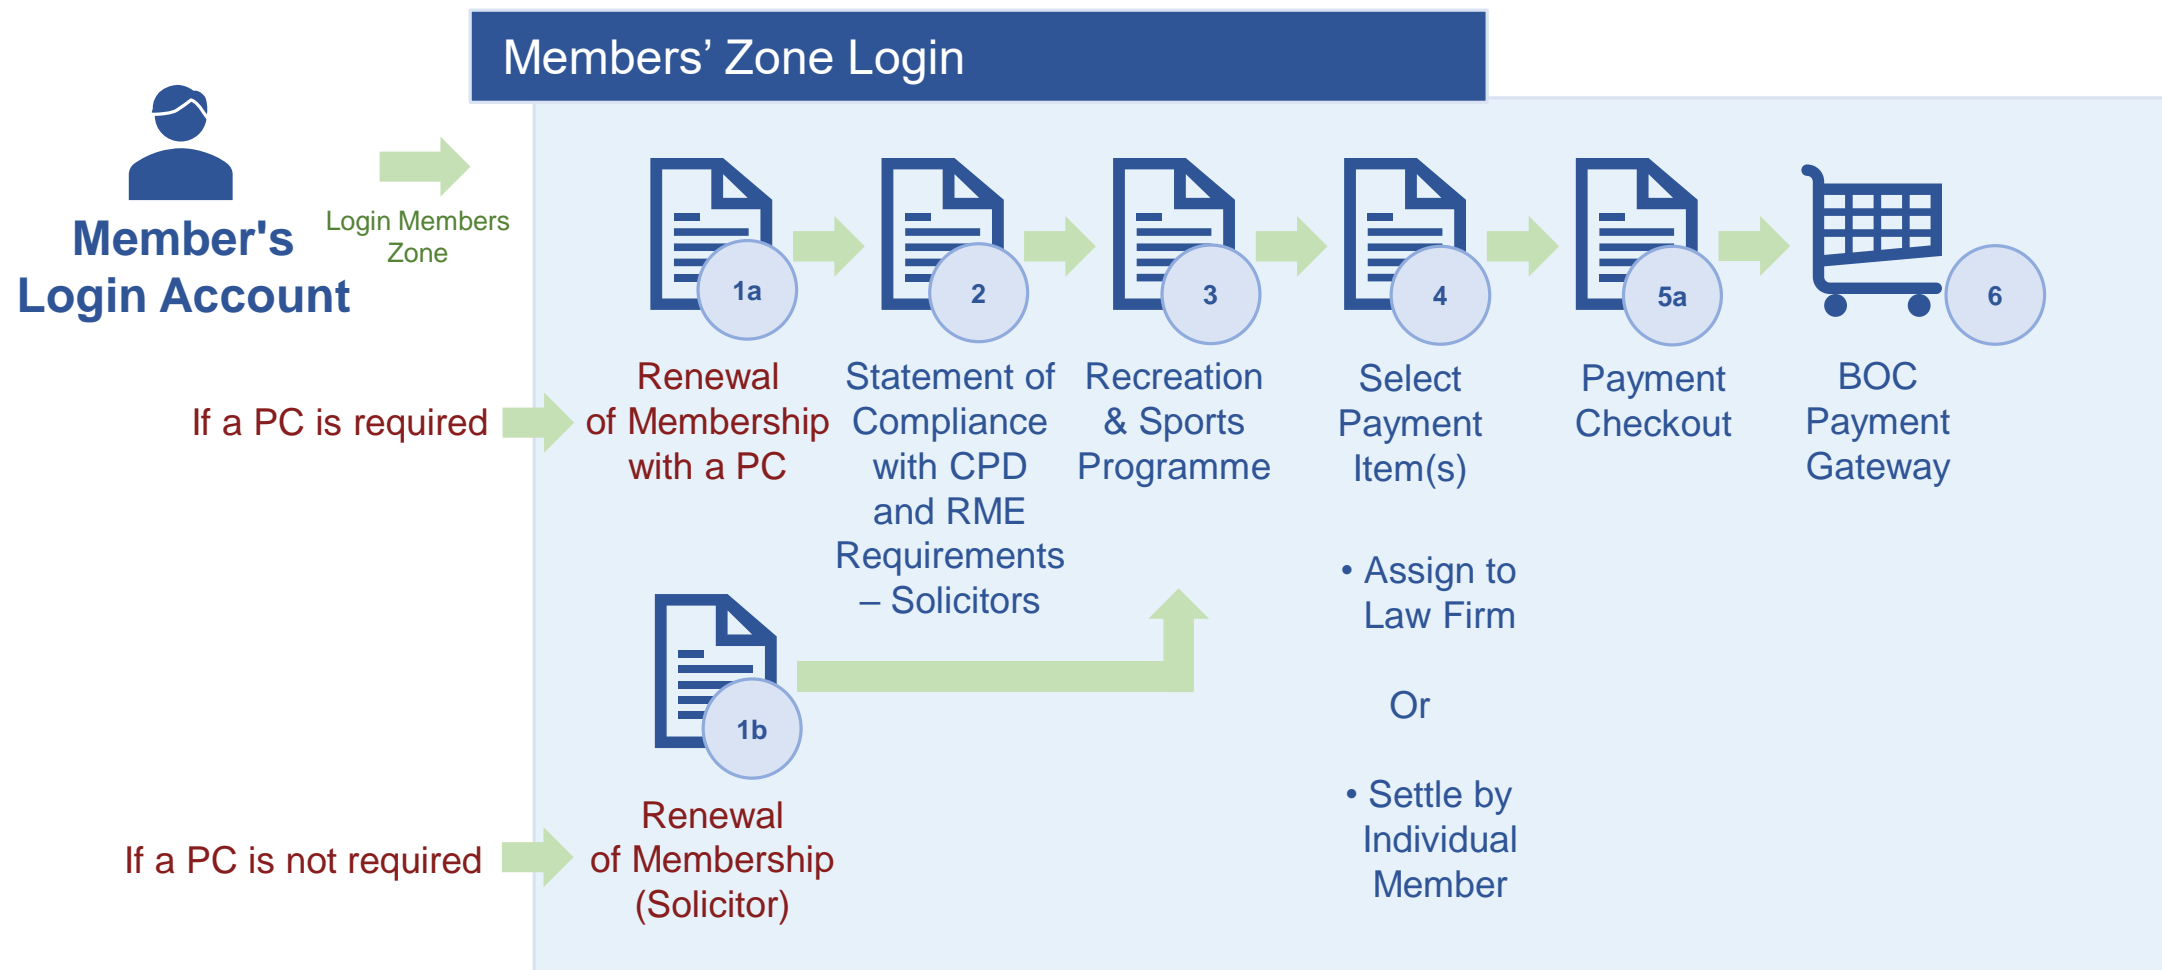 Members’ Zone Login
Member's
Login Account
Login Members
Zone
1a
2
3
4
5a
6
If a PC is required
Renewal
of Membership
with a PC
Statement of
Compliance
with CPD
and RME
Requirements
– Solicitors
Recreation
& Sports
Programme
Select
Payment
Item(s)
• Assign to
Law Firm
Or
• Settle by
Individual
Member
Payment
Checkout
BOC
Payment
Gateway
1b
If a PC is not required
Renewal
of Membership
(Solicitor)